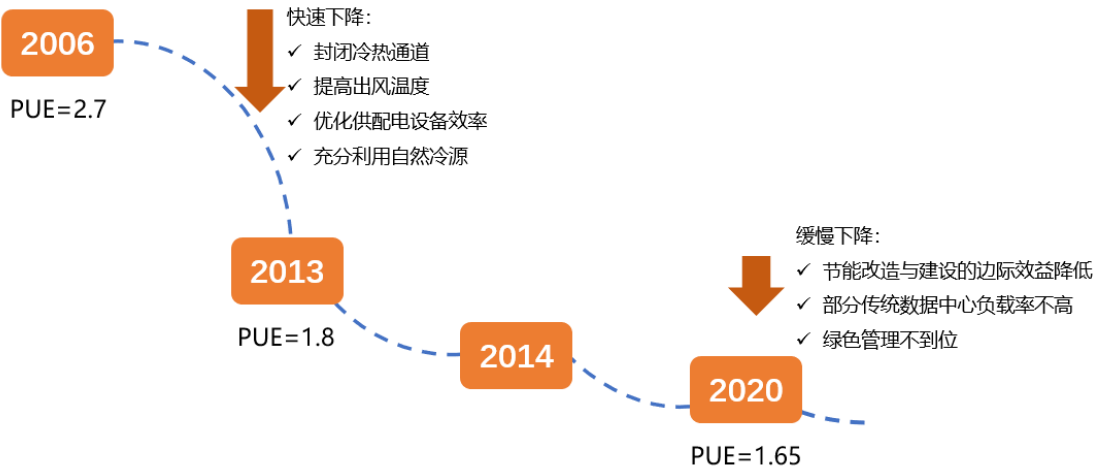 2006
PUE=2.7
快速下降：
✓ 封闭冷热通道
✓ 提高出风温度
✓ 优化供配电设备效率
✓ 充分利用自然冷源
2013
PUE=1.8
2014
缓慢下降：
✓ 节能改造与建设的边际效益降低
✓ 部分传统数据中心负载率不高
✓ 绿色管理不到位
2020
PUE=1.65